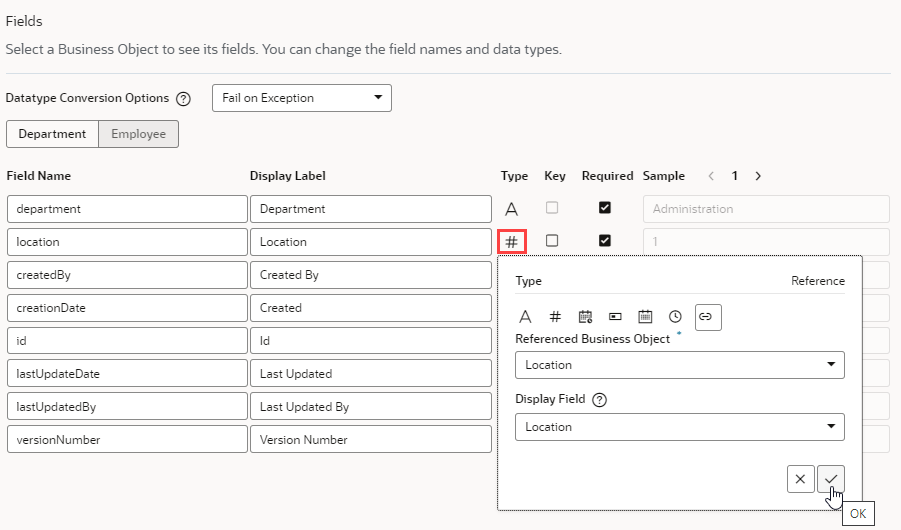 Fields
Select a Business Object to see its fields. You can change the field names and data types.
Datatype Conversion Options ? Fail on Exception
Department Employee
Field Name Display Label Type Key Required Sample < 1 >
department Department A Administration
location Location # 1
createdBy Created By
creationDate Created
id Id
lastUpdateDate Last Updated
lastUpdatedBy Last Updated By
versionNumber Version Number
Type Reference
A #
Referenced Business Object *
Location
Display Field ?
Location
OK